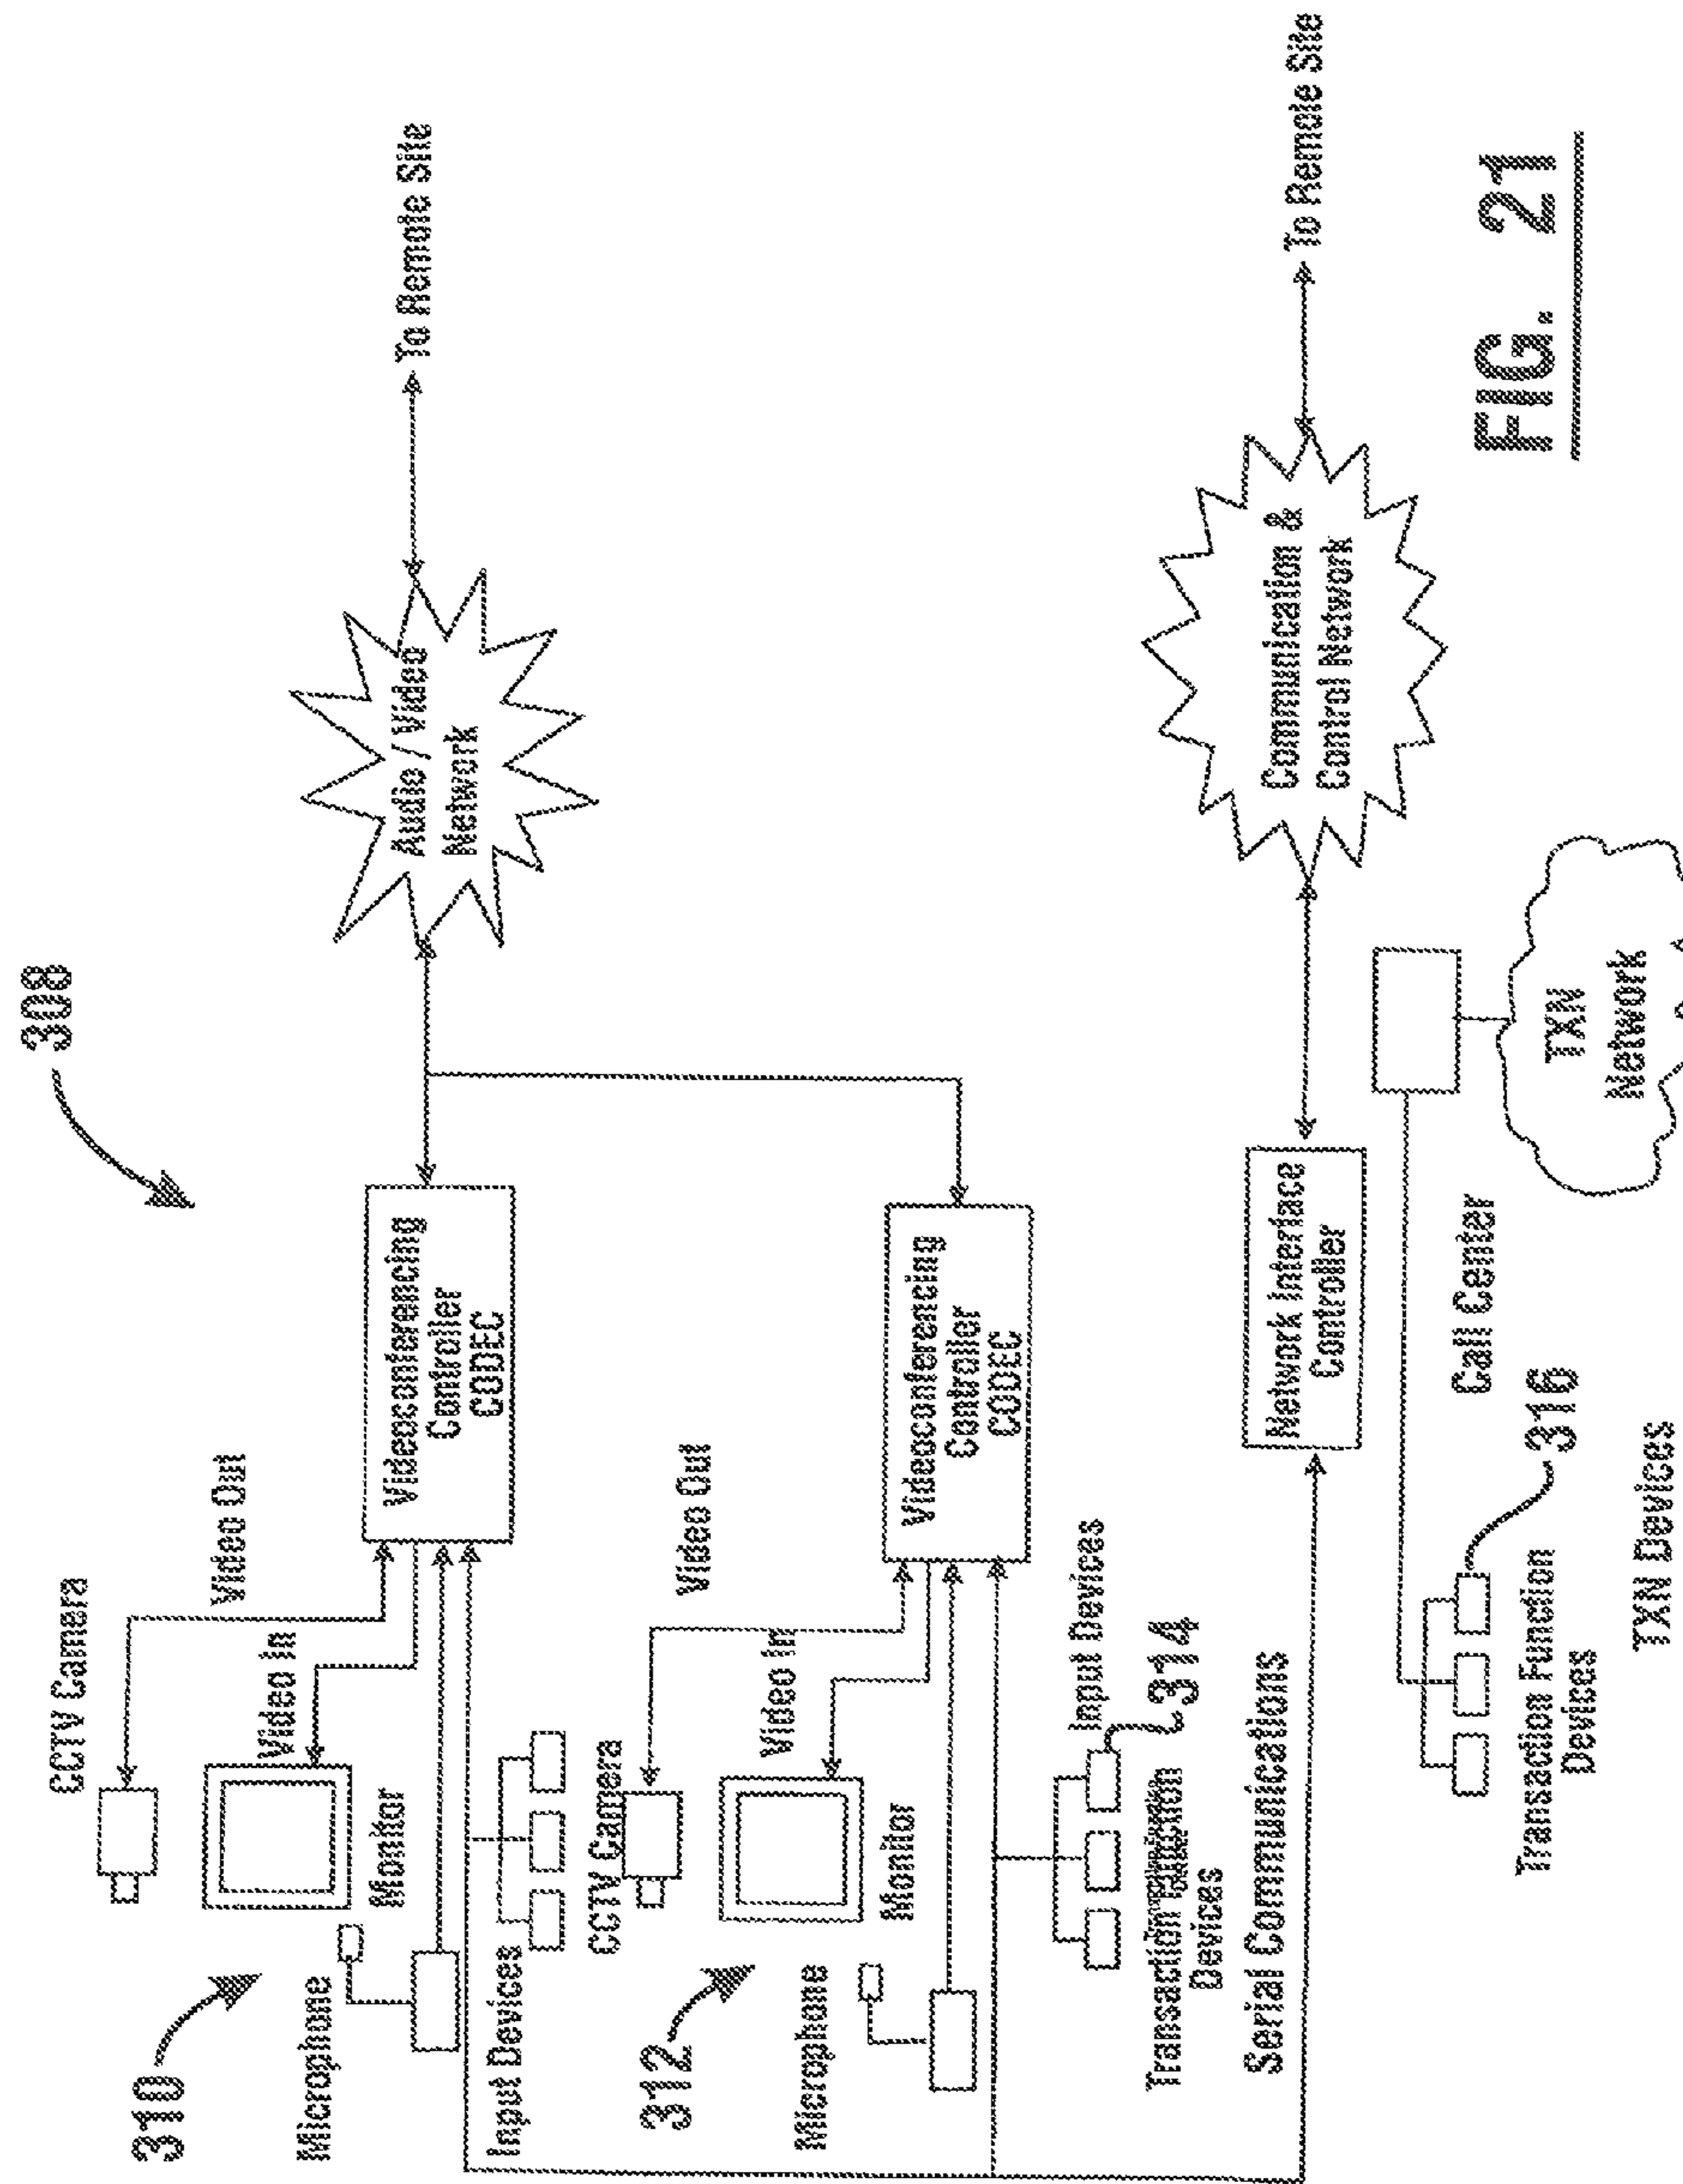 308
310
CCTV Camera
Video Out
Video In
Monitor
Microphone
Input Devices
Videoconferencing
Controller
CODEC
Audio / Video
Network
To Remote Site
312
CCTV Camera
Video Out
Video In
Monitor
Microphone
Input Devices
314
Transaction Function
Devices
Videoconferencing
Controller
CODEC
Serial Communications
Network Interface
Controller
Communication &
Control Network
To Remote Site
Call Center
316
Transaction Function
Devices
TXN Devices
TXN
Network
FIG. 21